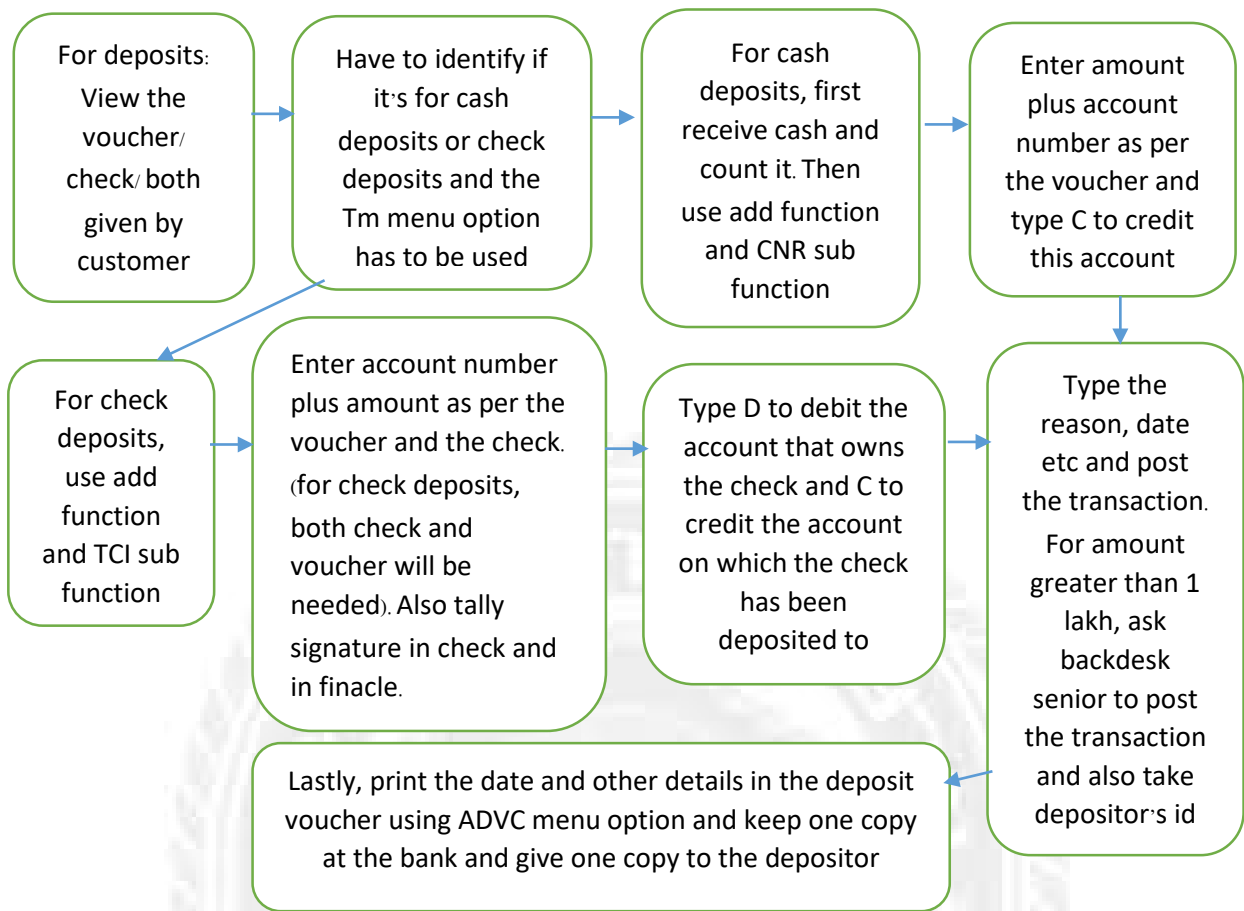 For deposits:
View the
voucher/
check/ both
given by
customer
Have to identify if
it's for cash
deposits or check
deposits and the
Tm menu option
has to be used
For cash
deposits, first
receive cash and
count it. Then
use add function
and CNR sub
function
Enter amount
plus account
number as per
the voucher and
type C to credit
this account
For check
deposits,
use add
function
and TCI sub
function
Enter account number
plus amount as per the
voucher and the check.
(for check deposits,
both check and
voucher will be
needed). Also tally
signature in check and
in finacle.
Type D to debit the
account that owns
the check and C to
credit the account
on which the check
has been
deposited to
Type the
reason, date
etc and post
the transaction.
For amount
greater than 1
lakh, ask
backdesk
senior to post
the transaction
and also take
depositor's id
Lastly, print the date and other details in the deposit
voucher using ADVC menu option and keep one copy
at the bank and give one copy to the depositor